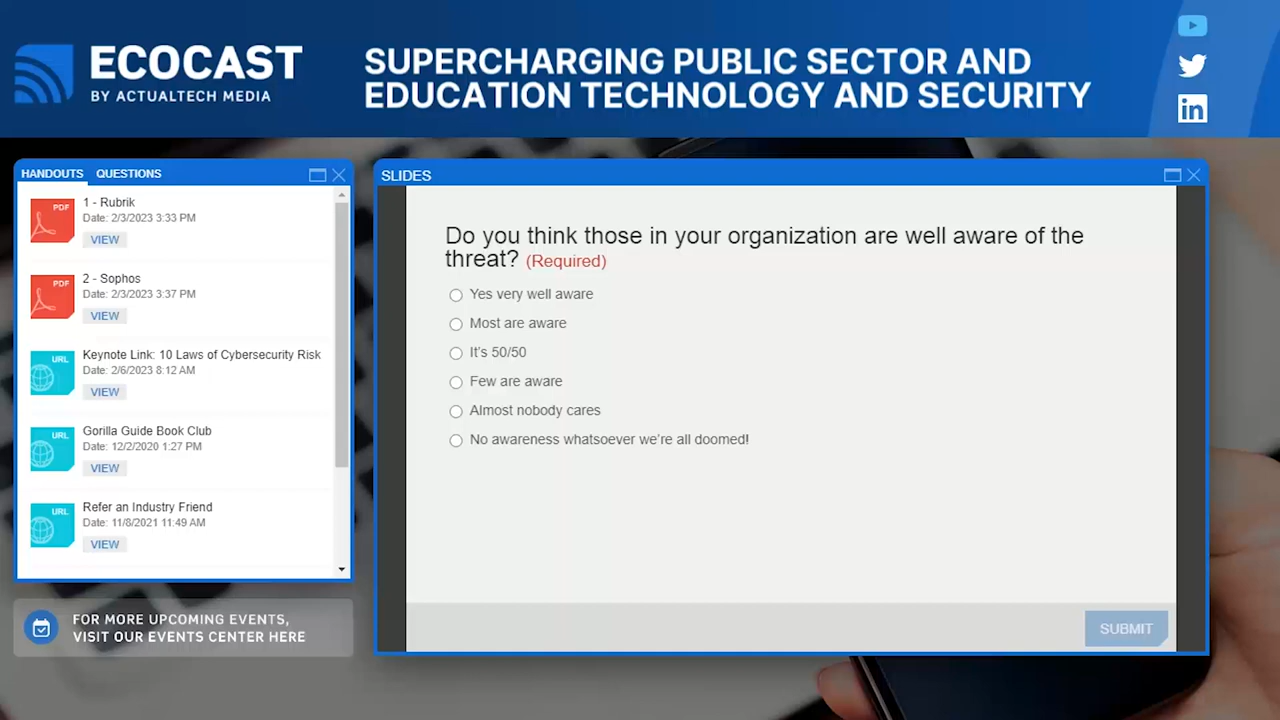 ECOCAST
BY ACTUALTECH MEDIA
SUPERCHARGING PUBLIC SECTOR AND
EDUCATION TECHNOLOGY AND SECURITY
in
HANDOUTS QUESTIONS
PDF
1 - Rubrik
Date: 2/3/2023 3:33 PM
VIEW
PDF
2 - Sophos
Date: 2/3/2023 3:37 PM
VIEW
URL
Keynote Link: 10 Laws of Cybersecurity Risk
Date: 2/6/2023 8:12 AM
VIEW
URL
Gorilla Guide Book Club
Date: 12/2/2020 1:27 PM
VIEW
URL
Refer an Industry Friend
Date: 11/8/2021 11:49 AM
VIEW
FOR MORE UPCOMING EVENTS,
VISIT OUR EVENTS CENTER HERE
SLIDES
Do you think those in your organization are well aware of the
threat? (Required)
Yes very well aware
Most are aware
It's 50/50
Few are aware
Almost nobody cares
No awareness whatsoever we're all doomed!
SUBMIT